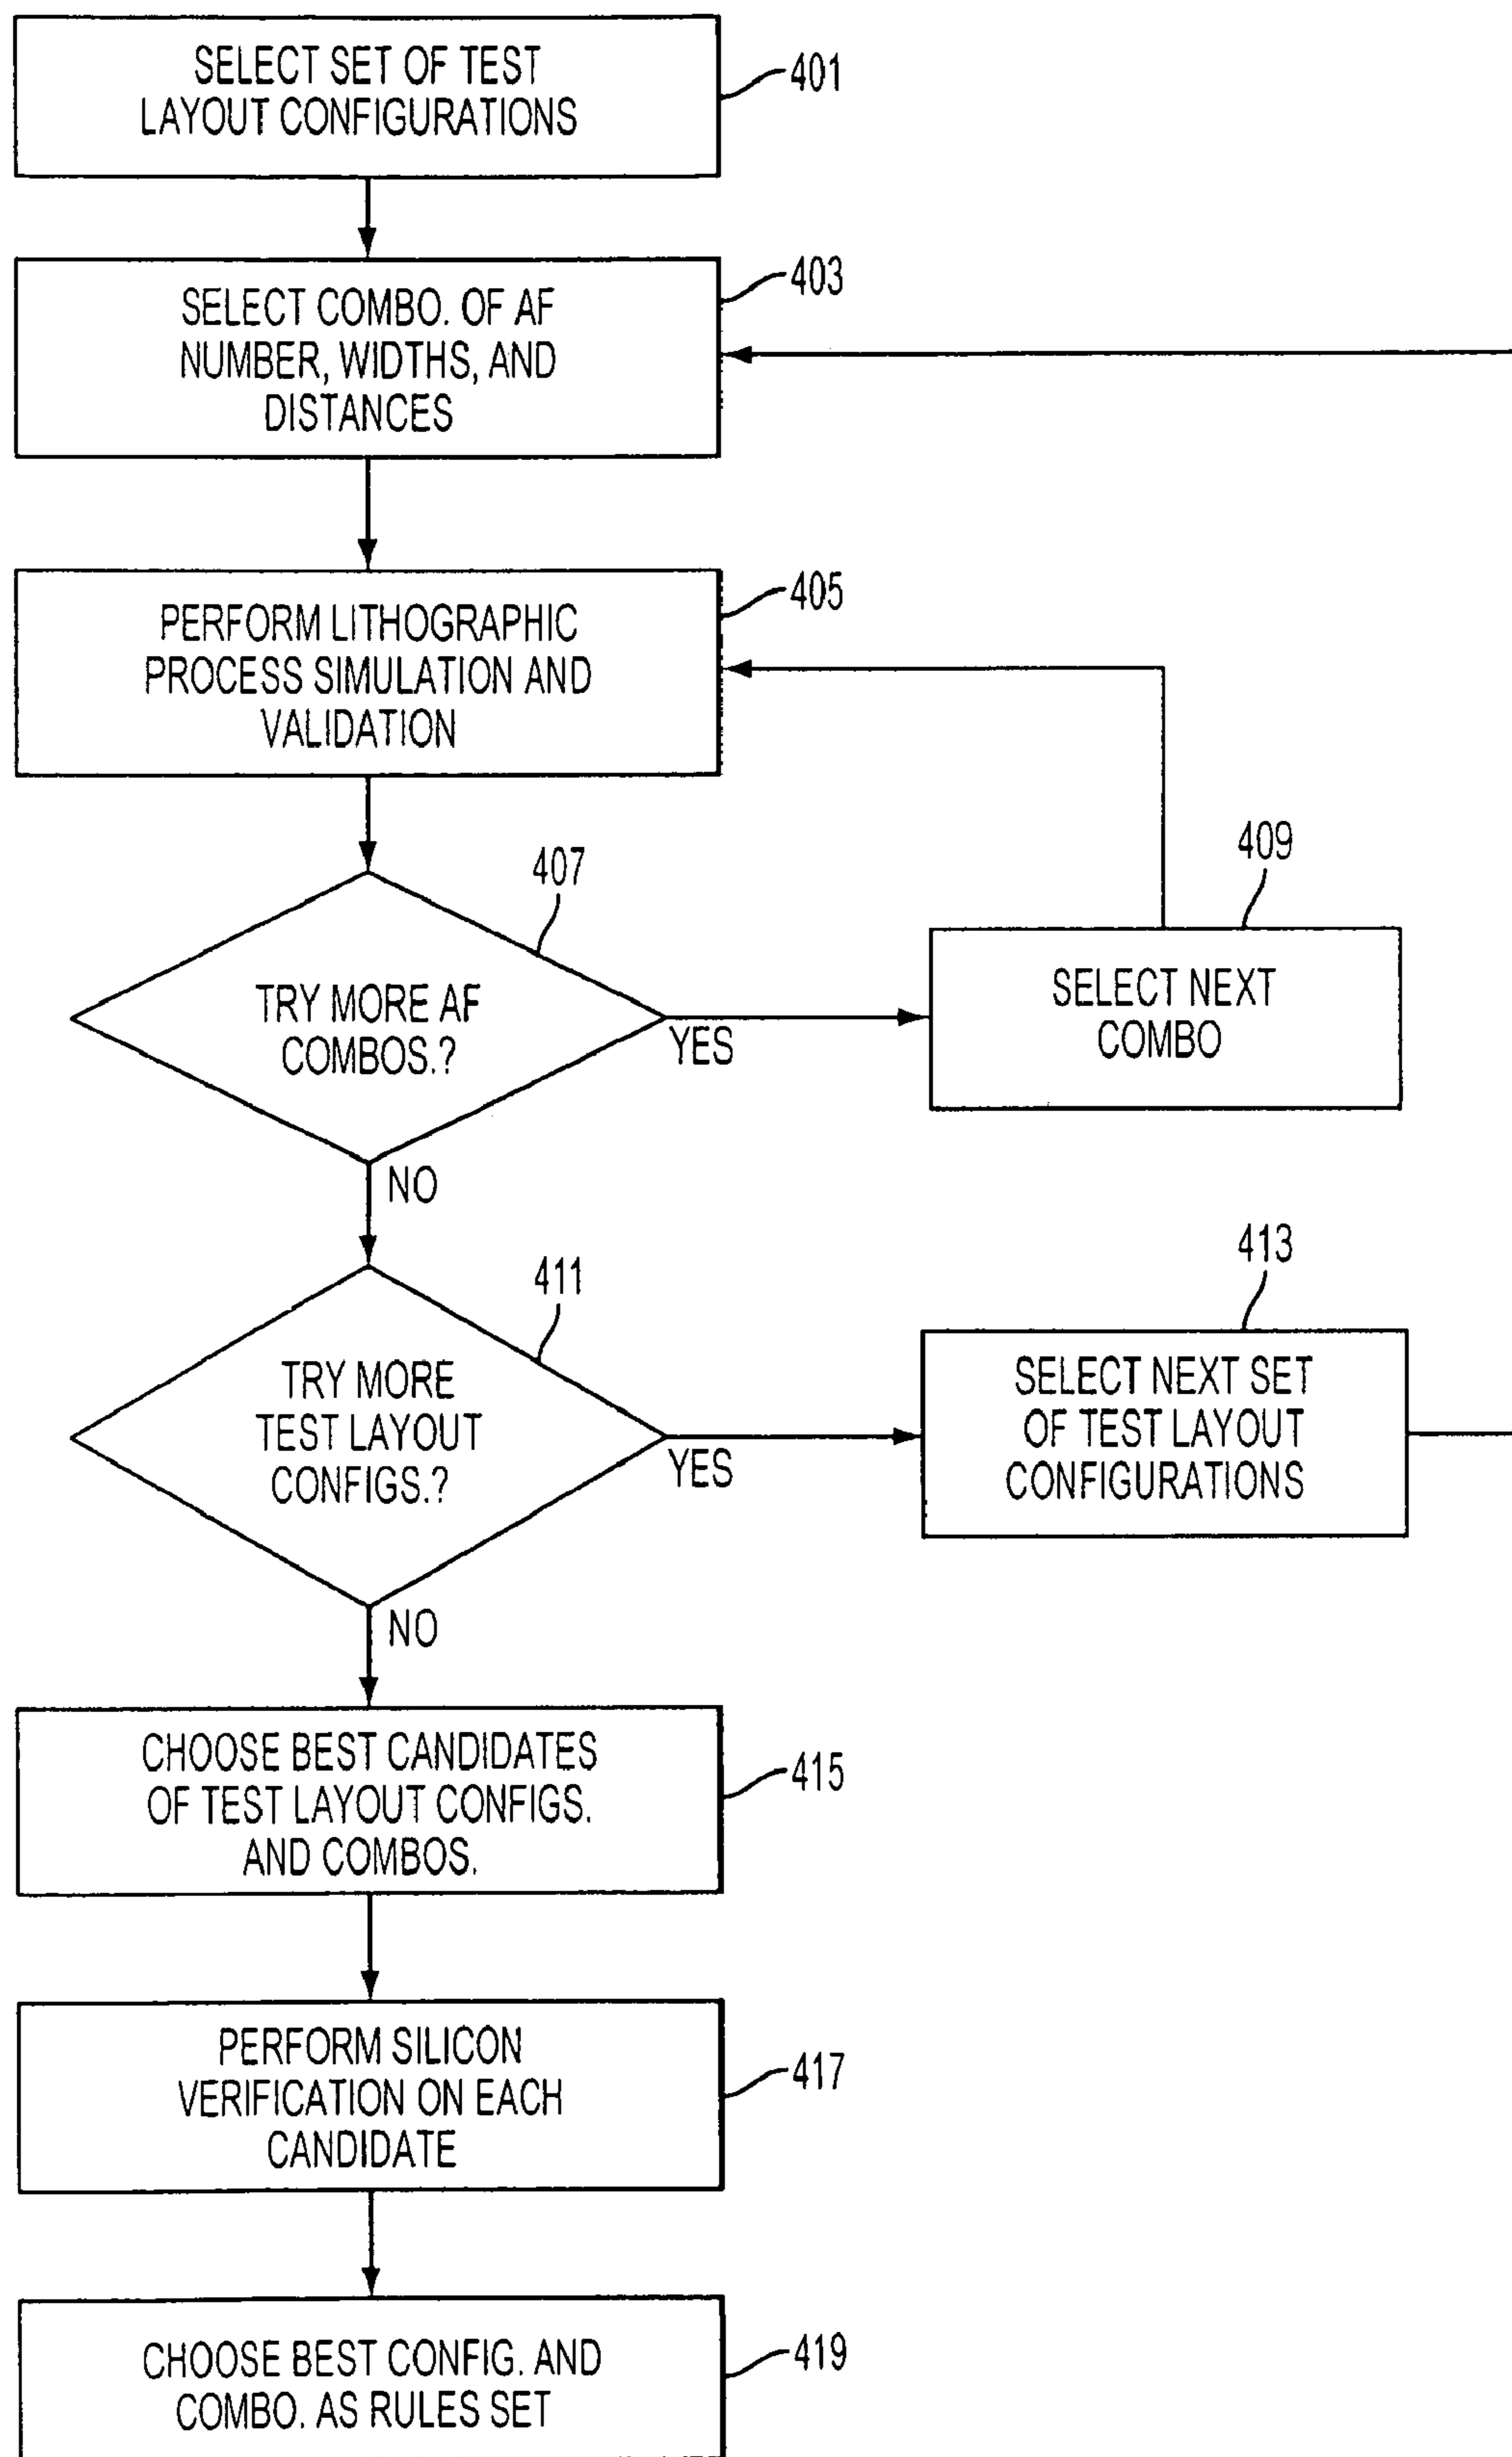 SELECT SET OF TEST
LAYOUT CONFIGURATIONS
401
SELECT COMBO. OF AF
NUMBER, WIDTHS, AND
DISTANCES
403
PERFORM LITHOGRAPHIC
PROCESS SIMULATION AND
VALIDATION
405
407
TRY MORE AF
COMBOS.?
YES
NO
409
SELECT NEXT
COMBO
411
TRY MORE
TEST LAYOUT
CONFIGS.?
YES
NO
413
SELECT NEXT SET
OF TEST LAYOUT
CONFIGURATIONS
CHOOSE BEST CANDIDATES
OF TEST LAYOUT CONFIGS.
AND COMBOS.
415
PERFORM SILICON
VERIFICATION ON EACH
CANDIDATE
417
CHOOSE BEST CONFIG. AND
COMBO. AS RULES SET
419